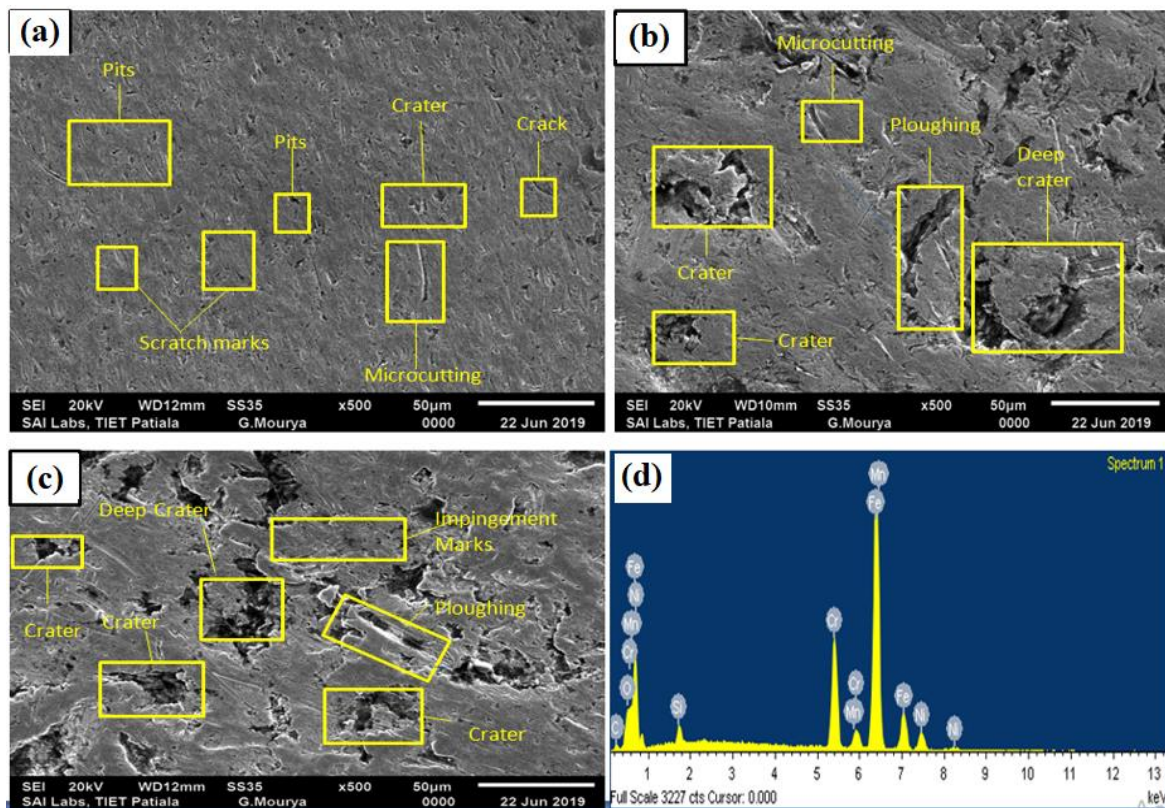 (a)
Pits
Crater
Crack
Pits
Scratch marks
Microcutting
SEI 20kV WD12mm SS35 x500 50μm
0000
SAI Labs, TIET Patiala G.Mourya 22 Jun 2019
(b)
Microcutting
Ploughing
Deep
crater
Crater
Crater
SEI 20kV WD10mm SS35 x500 50μm
0000
SAI Labs, TIET Patiala G.Mourya 22 Jun 2019
(c)
Deep Crater
Impingement
Marks
Ploughing
Crater
Crater
Crater
SEI 20kV WD12mm SS35 x500 50μm
0000
SAI Labs, TIET Patiala G.Mourya 22 Jun 2019
(d)
Spectrum 1
Mn
Fe
Fe
Ni
Mn
Cr
O
C
Si
Cr
Cr
Mn
Fe
Ni
Ni
1 2 3 4 5 6 7 8 9 10 11 12 13
Full Scale 3227 cts Cursor: 0.000
keV